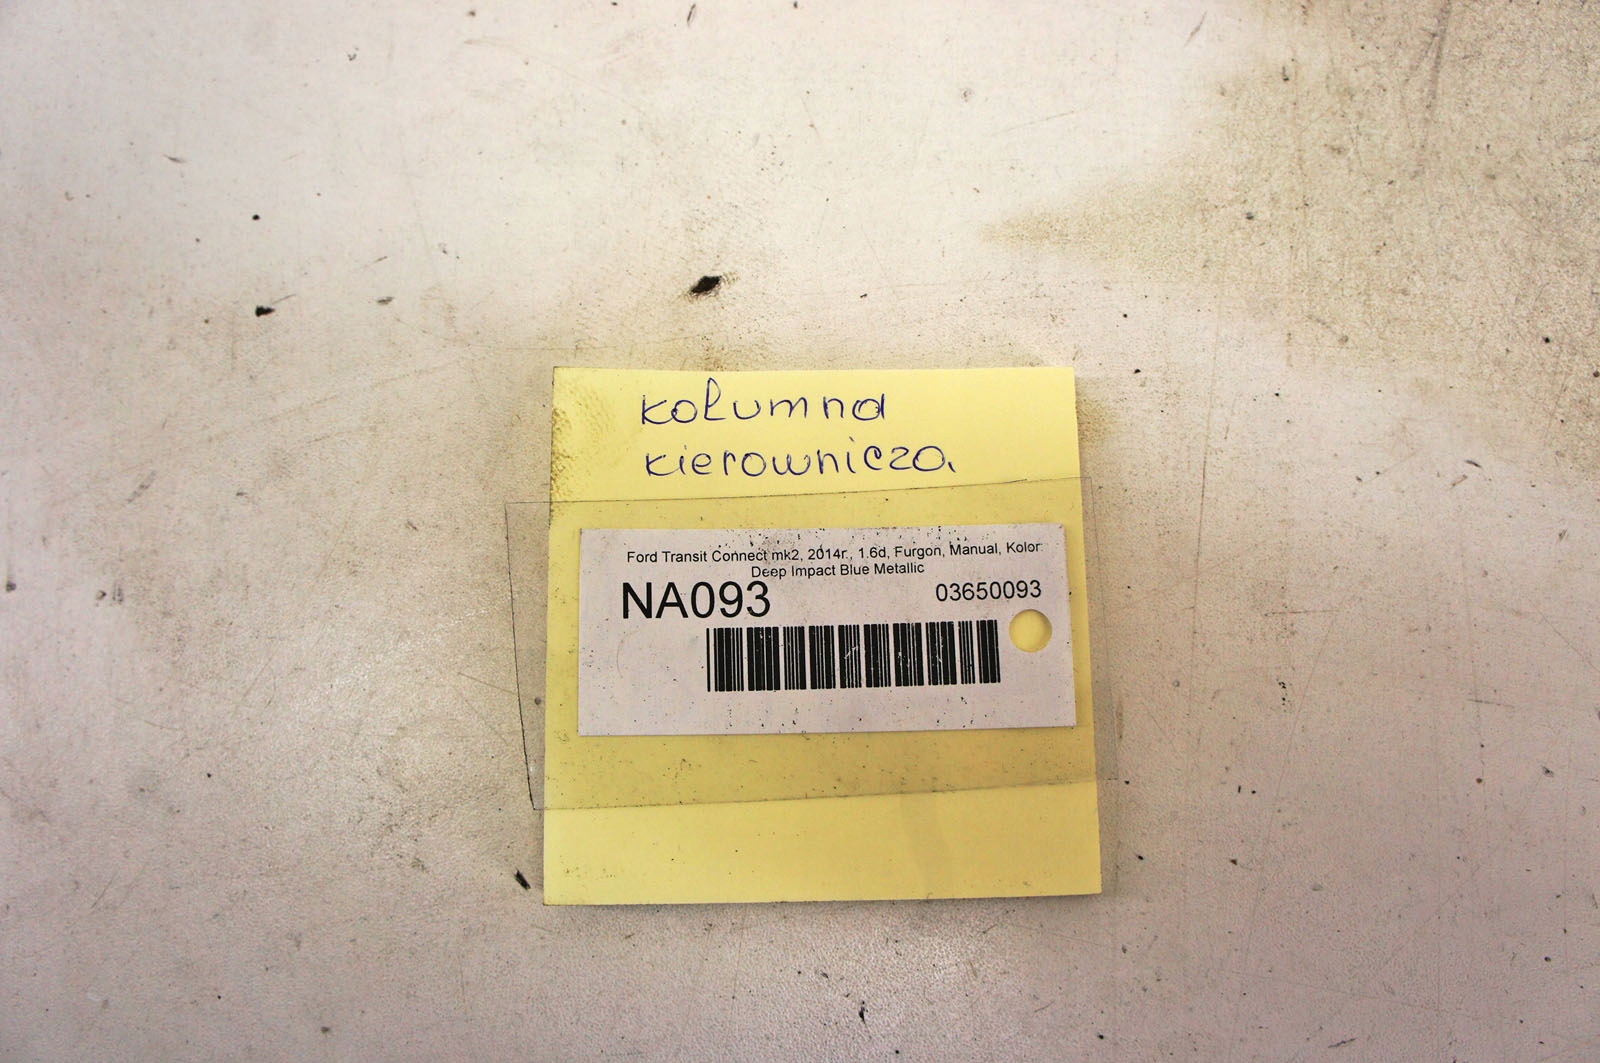 kolumna
kierownicza
Ford Transit Connect mk2, 2014r., 1.6d, Furgon, Manual, Kolor
Deep Impact Blue Metallic
NA093 03650093